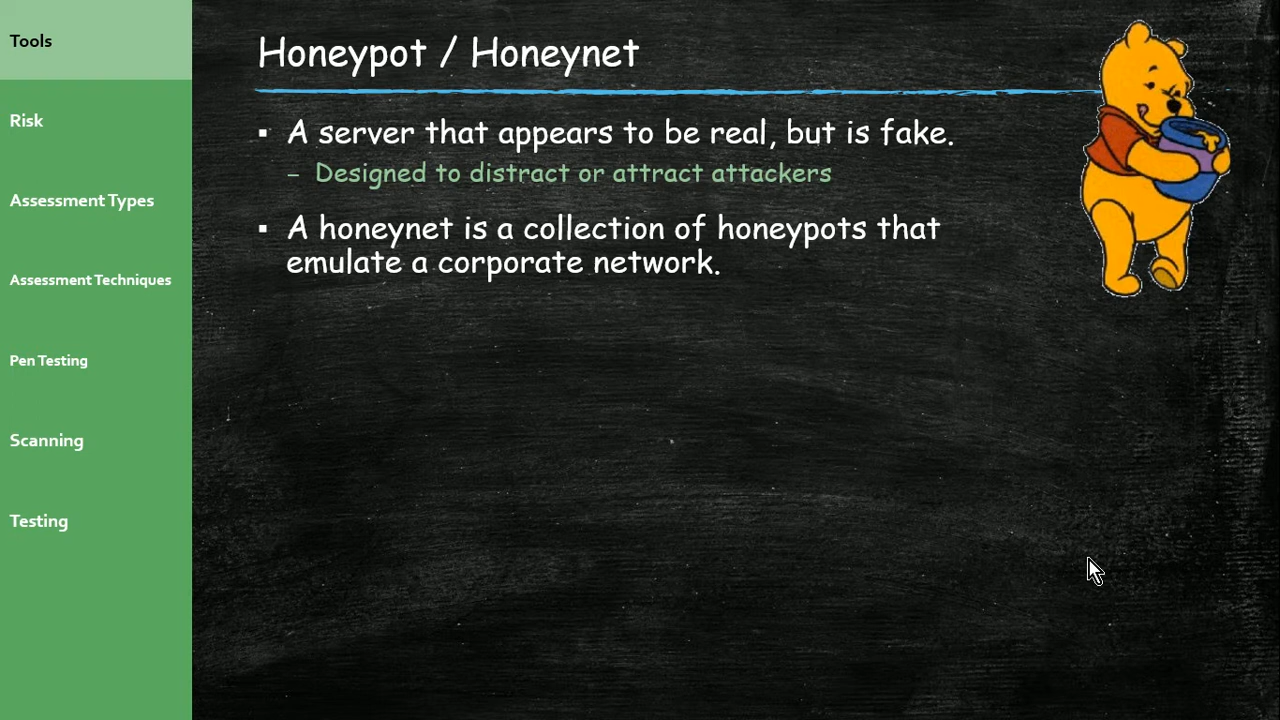 Tools
Risk
Assessment Types
Assessment Techniques
Pen Testing
Scanning
Testing
Honeypot / Honeynet
▪ A server that appears to be real, but is fake.
– Designed to distract or attract attackers
▪ A honeynet is a collection of honeypots that
emulate a corporate network.